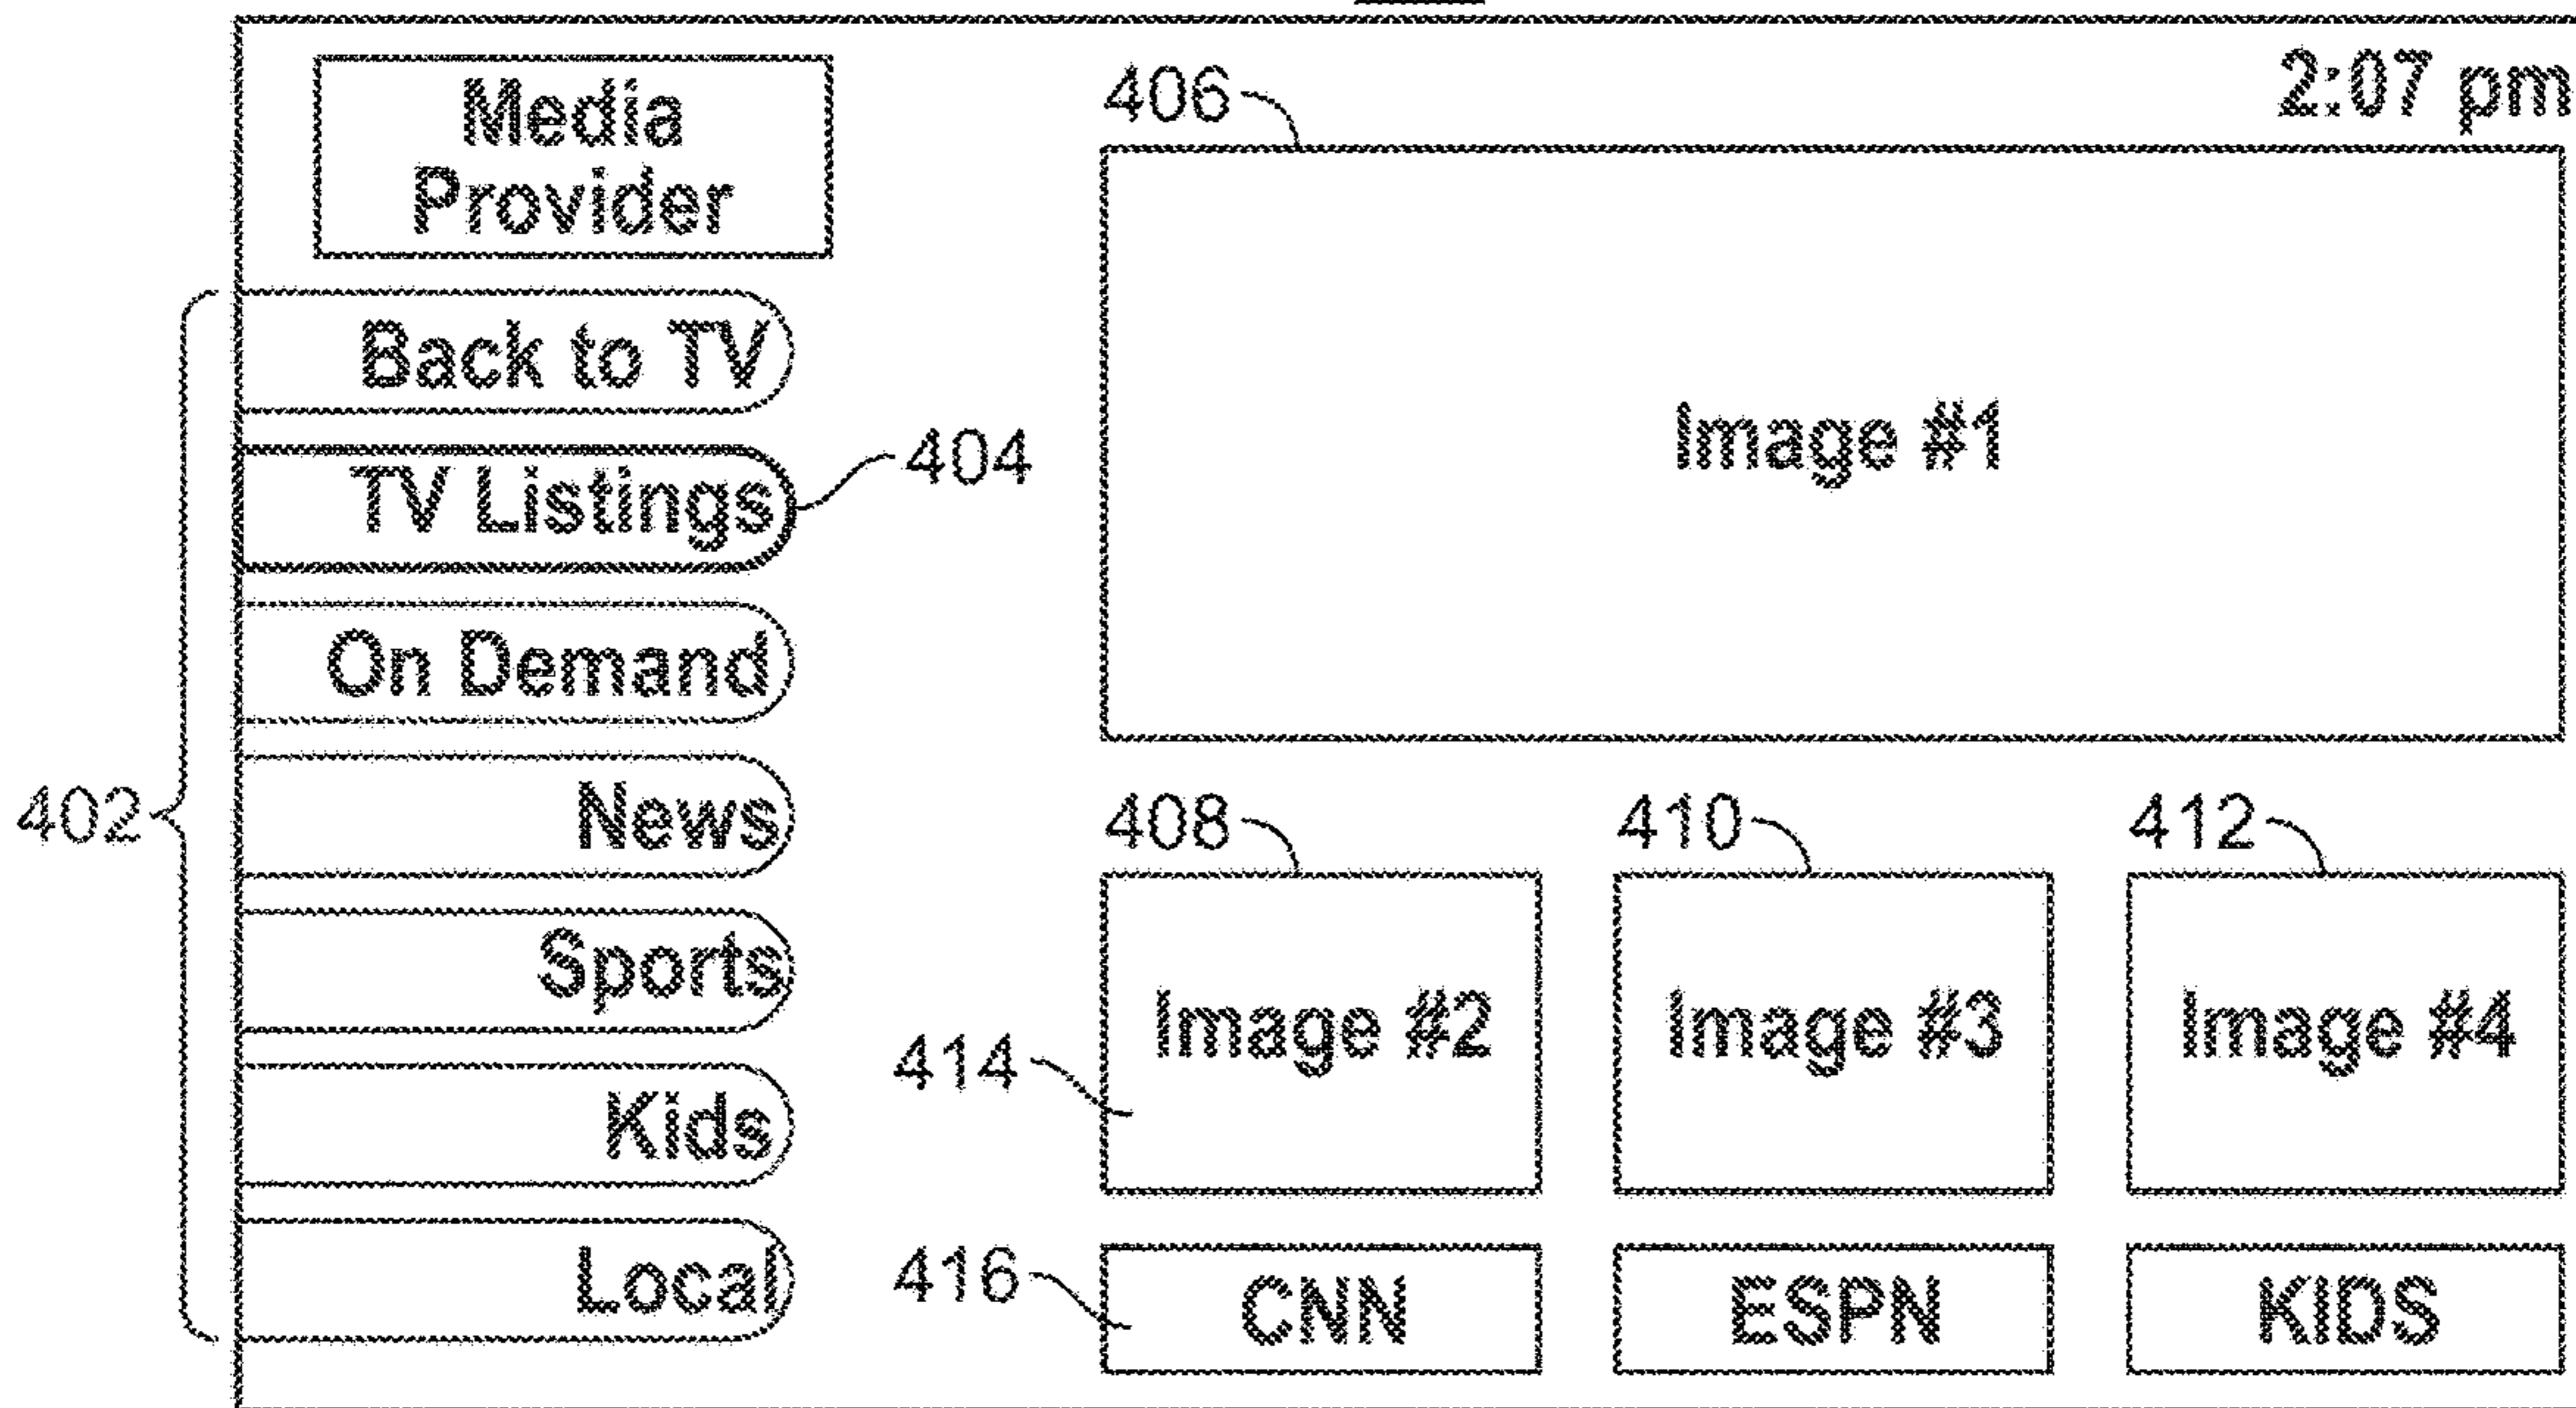 2:07 pm
Media
Provider
406
Back to TV
TV Listings
404
Image #1
On Demand
News
402
408
410
412
Sports
Image #2
Image #3
Image #4
414
Kids
Local
416
CNN
ESPN
KIDS